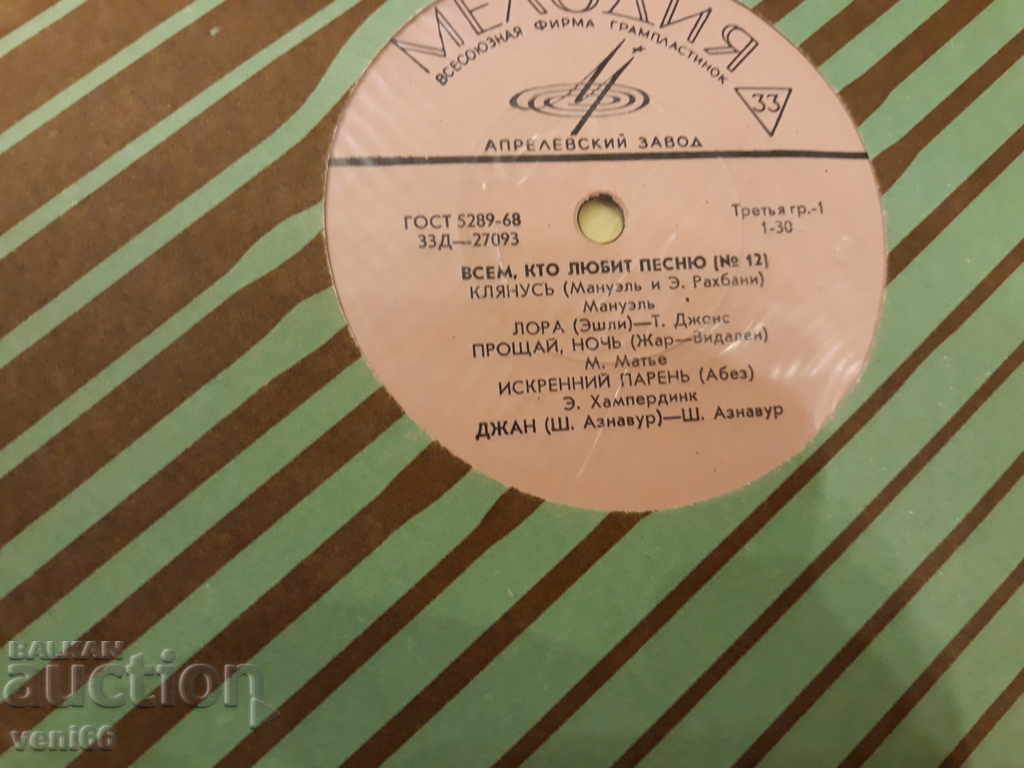 МЕЛОДИЯ
ВСЕСОЮЗНАЯ ФИРМА ГРАМПЛАСТИНОК
33
АПРЕЛЕВСКИЙ ЗАВОД
ГОСТ 5289-68
33Д—27093
Третья гр.-1
1-30
ВСЕМ, КТО ЛЮБИТ ПЕСНЮ (№ 12)
КЛЯНУСЬ (Мануэль и Э. Рахбани)
Мануэль
ЛОРА (Эшли)—Т. Джонс
ПРОЩАЙ, НОЧЬ (Жар—Видален)
М. Матье
ИСКРЕННИЙ ПАРЕНЬ (Абез)
Э. Хампердинк
ДЖАН (Ш. Азнавур)—Ш. Азнавур
BALKAN
auction
veni66